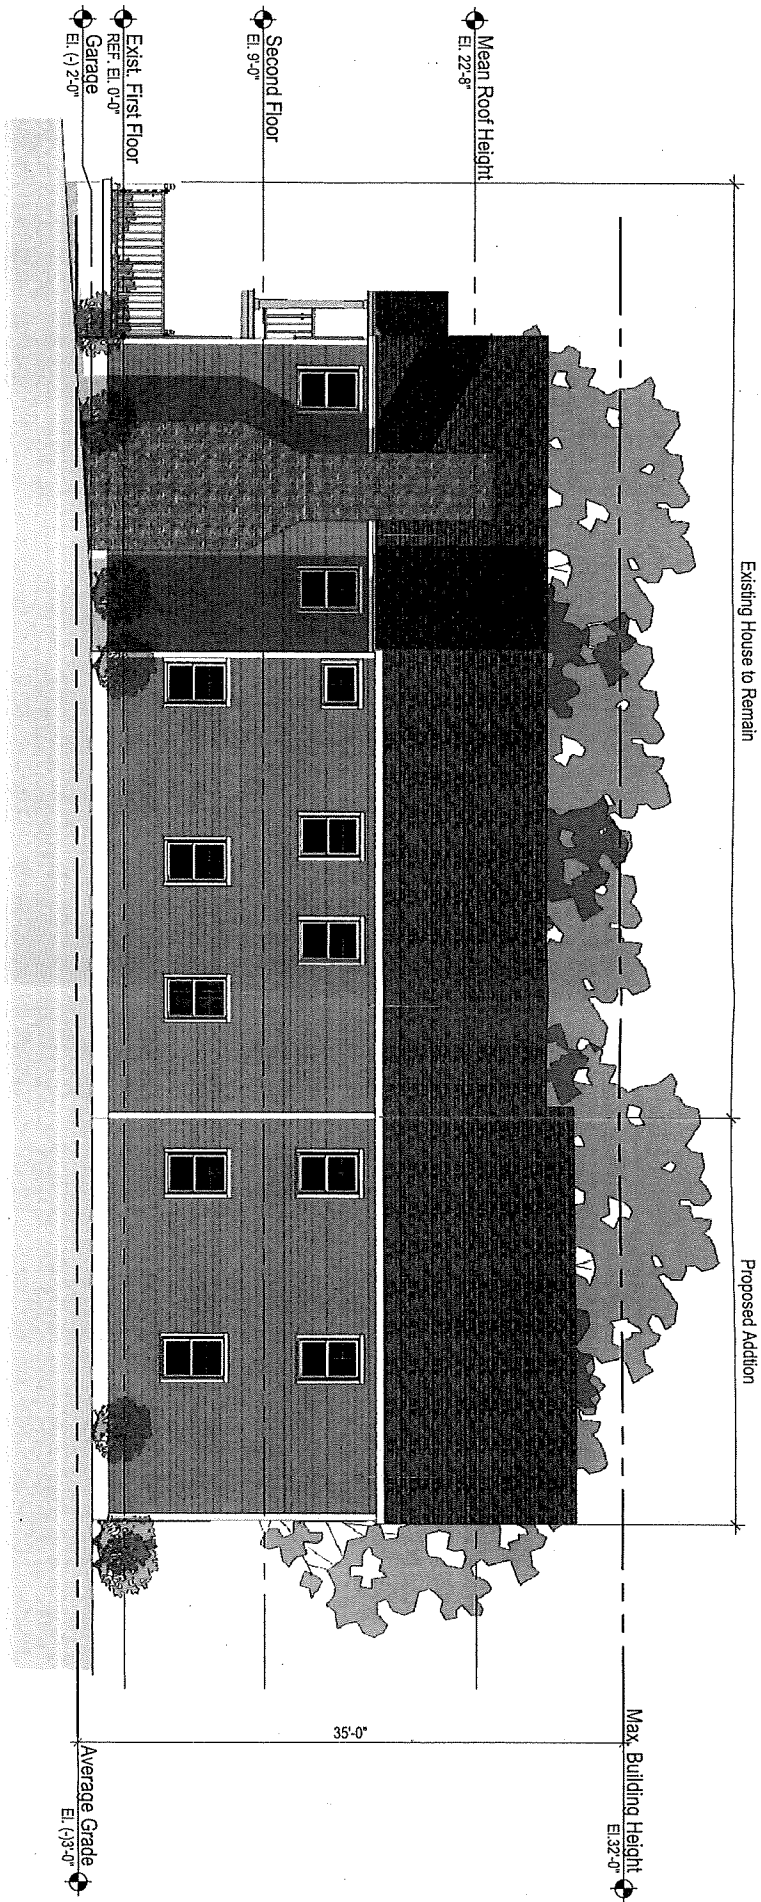 Existing House to Remain
Proposed Addtion
Mean Roof Height
El. 22'-8"
Second Floor
El. 9'-0"
Exist. First Floor
REF. El. 0'-0"
Garage
El. (-) 2'-0"
Max. Building Height
El.32'-0"
35'-0"
Average Grade
El. (-)3'-0"